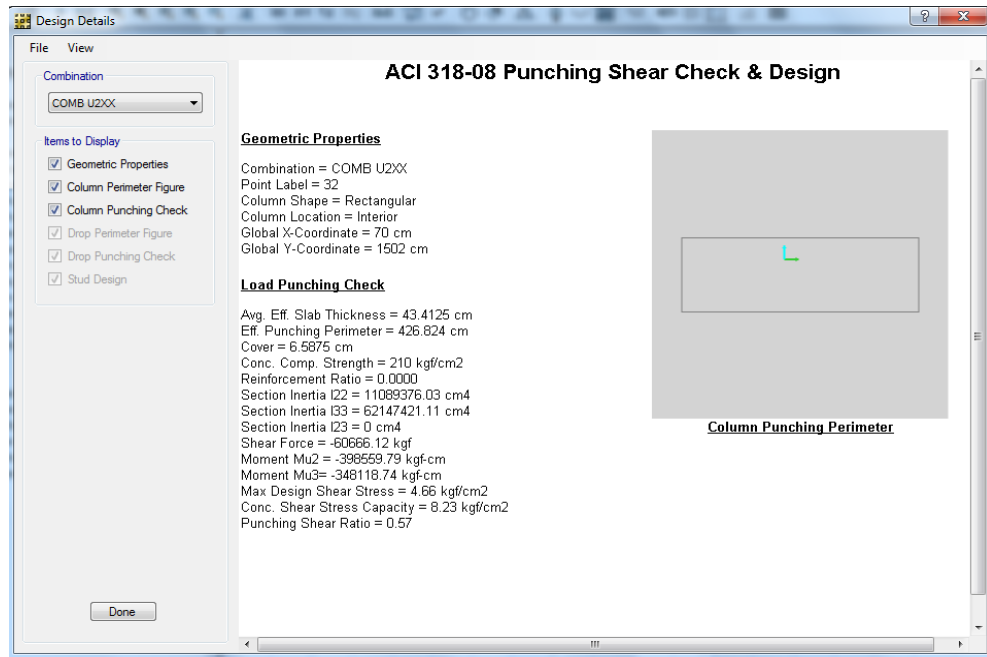 Design Details
File View
Combination
COMB U2XX
Items to Display
Geometric Properties
Column Perimeter Figure
Column Punching Check
Drop Perimeter Figure
Drop Punching Check
Stud Design
Done
ACI 318-08 Punching Shear Check & Design
Geometric Properties
Combination = COMB U2XX
Point Label = 32
Column Shape = Rectangular
Column Location = Interior
Global X-Coordinate = 70 cm
Global Y-Coordinate = 1502 cm
Load Punching Check
Avg. Eff. Slab Thickness = 43.4125 cm
Eff. Punching Perimeter = 426.824 cm
Cover = 6.5875 cm
Conc. Comp. Strength = 210 kgf/cm2
Reinforcement Ratio = 0.0000
Section Inertia I22 = 11089376.03 cm4
Section Inertia I33 = 62147421.11 cm4
Section Inertia I23 = 0 cm4
Shear Force = -60666.12 kgf
Moment Mu2 = -398559.79 kgf-cm
Moment Mu3= -348118.74 kgf-cm
Max Design Shear Stress = 4.66 kgf/cm2
Conc. Shear Stress Capacity = 8.23 kgf/cm2
Punching Shear Ratio = 0.57
Column Punching Perimeter